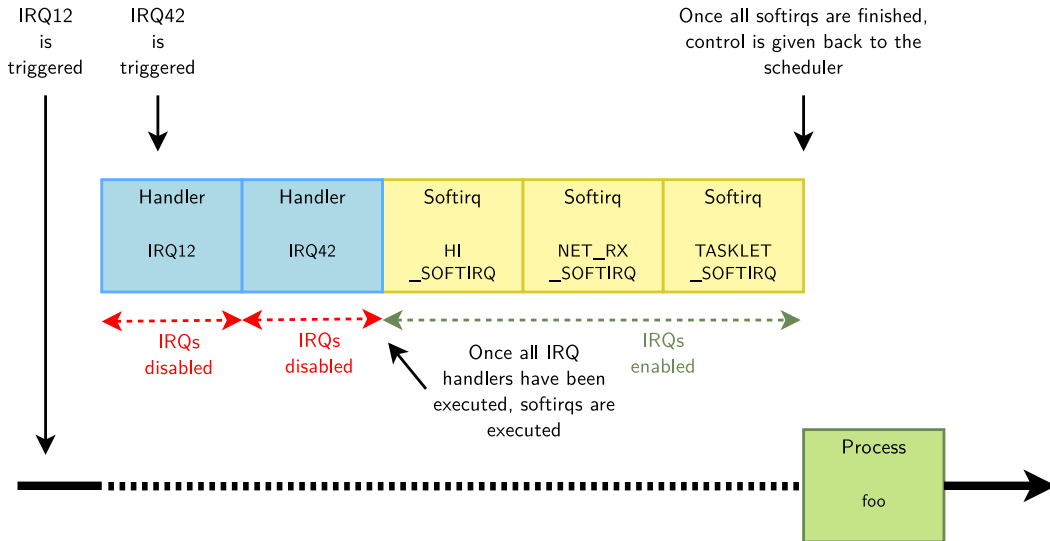 IRQ12
is
triggered
IRQ42
is
triggered
Once all softirqs are finished,
control is given back to the
scheduler
Handler
IRQ12
Handler
IRQ42
Softirq
HI
_SOFTIRQ
Softirq
NET_RX
_SOFTIRQ
Softirq
TASKLET
_SOFTIRQ
IRQs
disabled
IRQs
disabled
Once all IRQ
handlers have been
executed, softirqs are
executed
IRQs
enabled
Process
foo